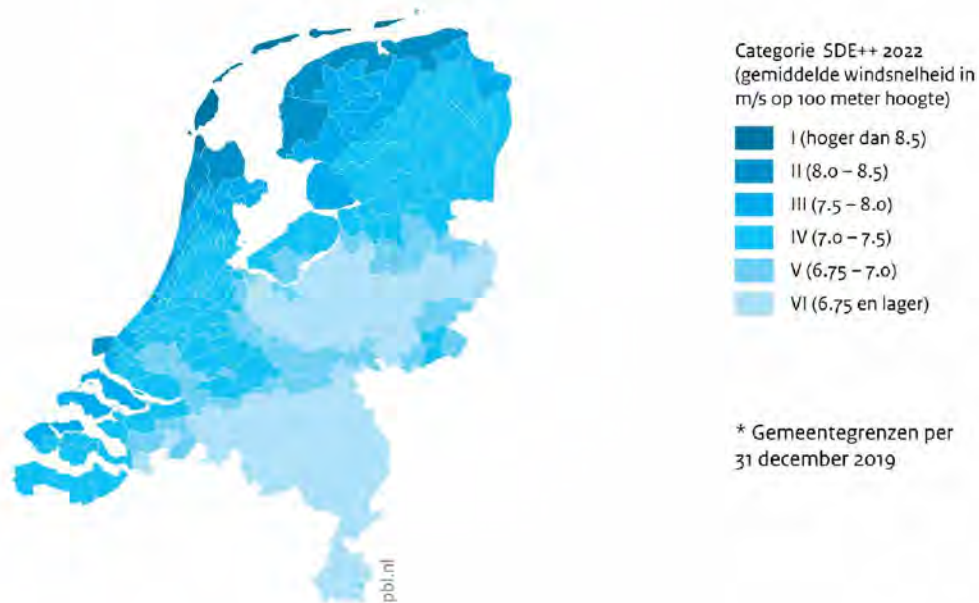 Categorie SDE++ 2022
(gemiddelde windsnelheid in
m/s op 100 meter hoogte)
I (hoger dan 8.5)
II (8.0 – 8.5)
III (7.5 – 8.0)
IV (7.0 – 7.5)
V (6.75 – 7.0)
VI (6.75 en lager)
* Gemeentegrenzen per
31 december 2019
pbl.nl